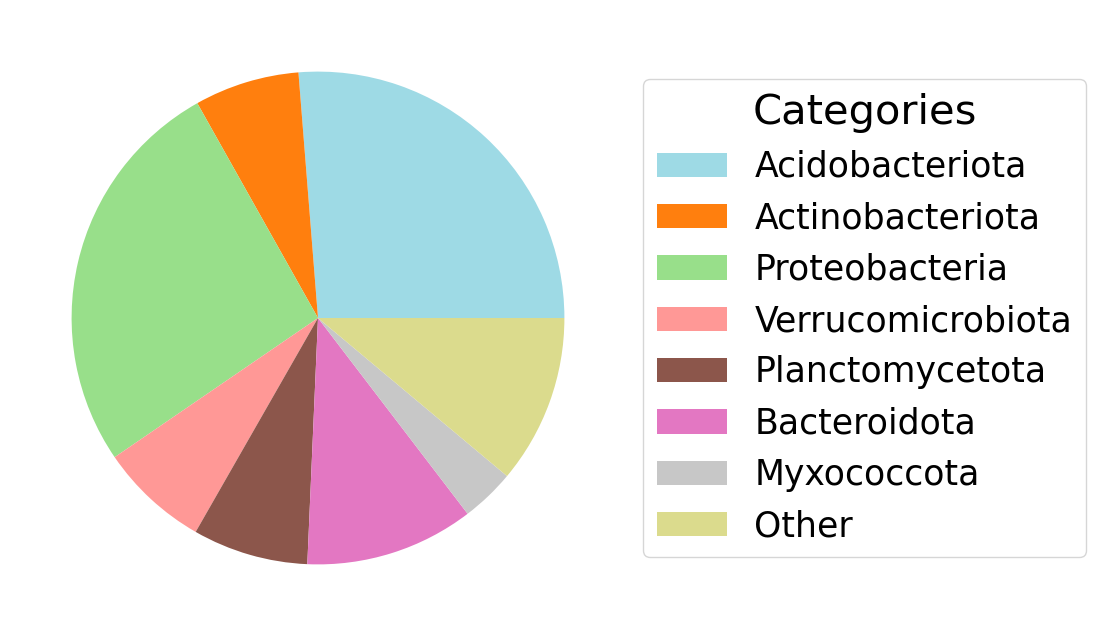 Categories
Acidobacteriota
Actinobacteriota
Proteobacteria
Verrucomicrobiota
Planctomycetota
Bacteroidota
Myxococcota
Other